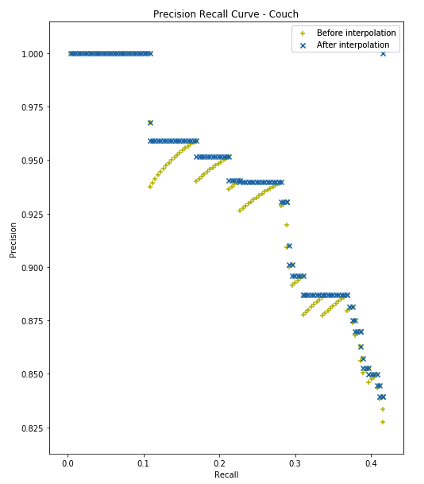 Precision Recall Curve - Couch
Before interpolation
After interpolation
1.000
0.975
0.950
0.925
0.900
0.875
0.850
0.825
Precision
0.0 0.1 0.2 0.3 0.4
Recall